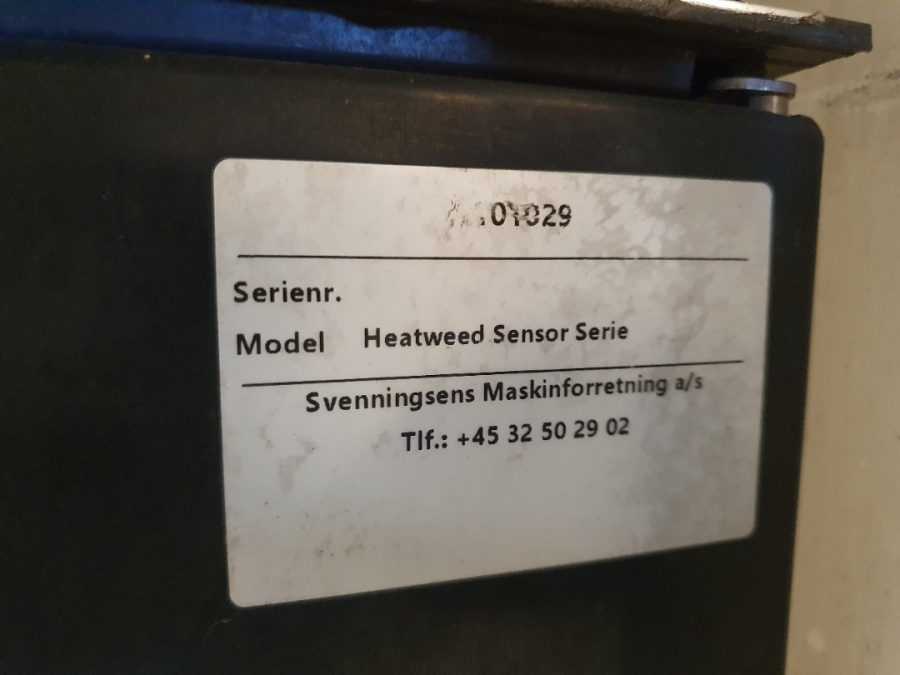 Serienr.
Model Heatweed Sensor Serie
Svenningsens Maskinforretning a/s
Tlf.: +45 32 50 29 02